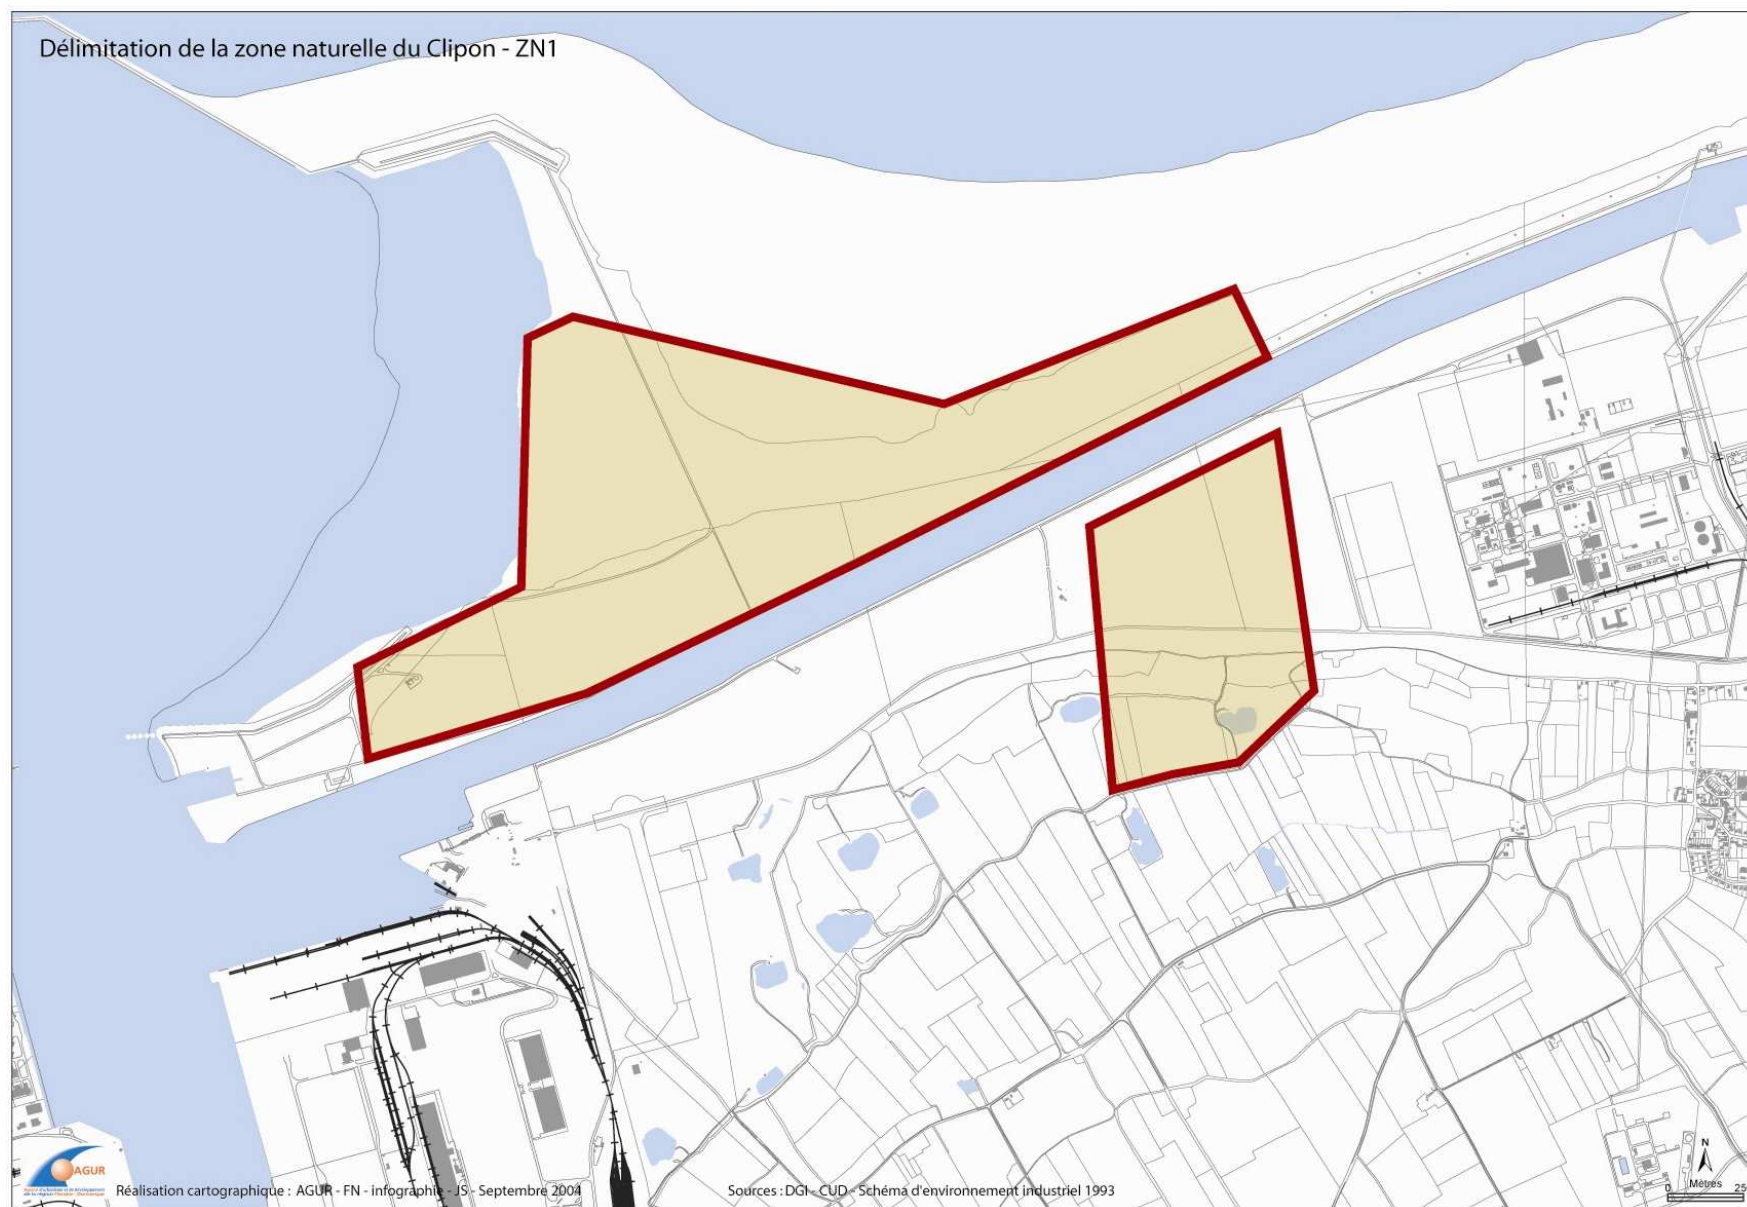 Délimitation de la zone naturelle du Clipon - ZN1
AGUR
Réalisation cartographique : AGUR - FN - infographie - JS - Septembre 2004
Sources : DGI - CUD - Schéma d'environnement industriel 1993
N
Mètres
0 25